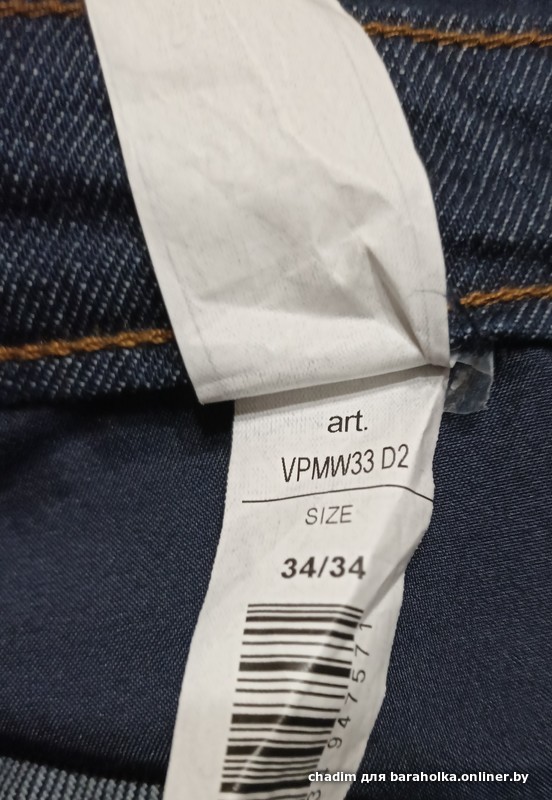 art.
VPMW33 D2
SIZE
34/34
947571
chadim для baraholka.onliner.by